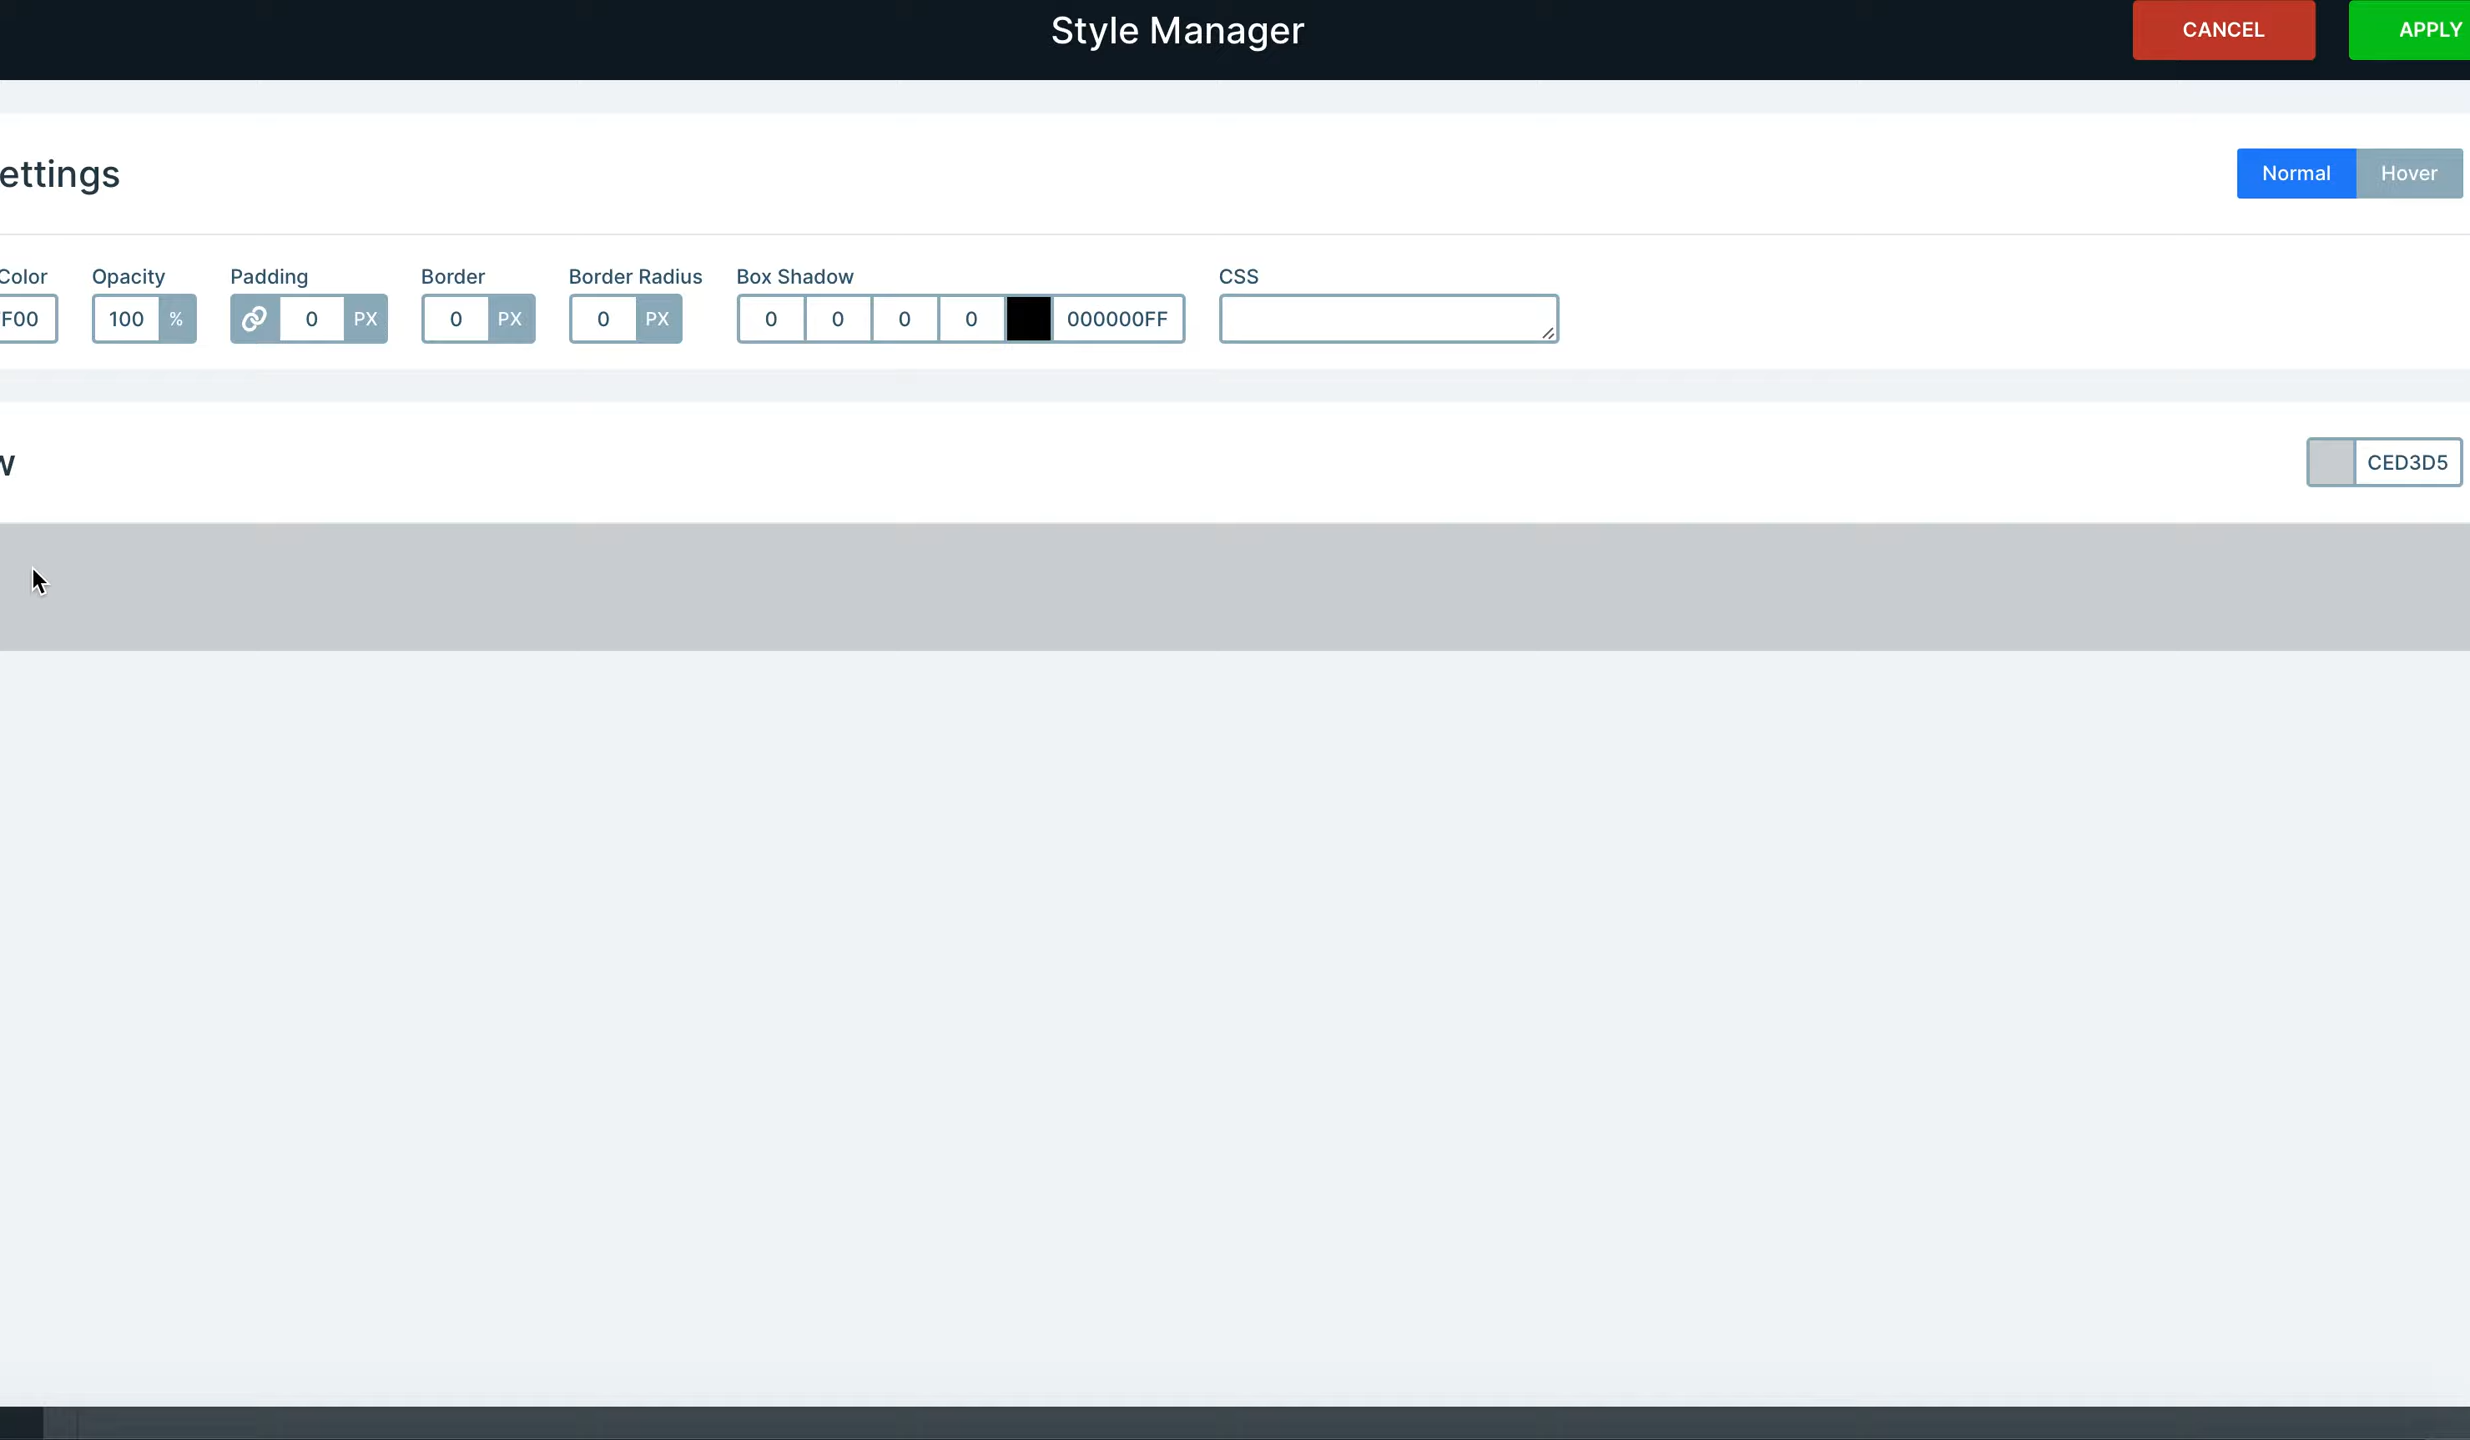 Style Manager
CANCEL
APPLY
ettings
Normal
Hover
Color
Opacity
Padding
Border
Border Radius
Box Shadow
CSS
F00
100 %
0 PX
0 PX
0 PX
0 0 0 0 000000FF
w
CED3D5